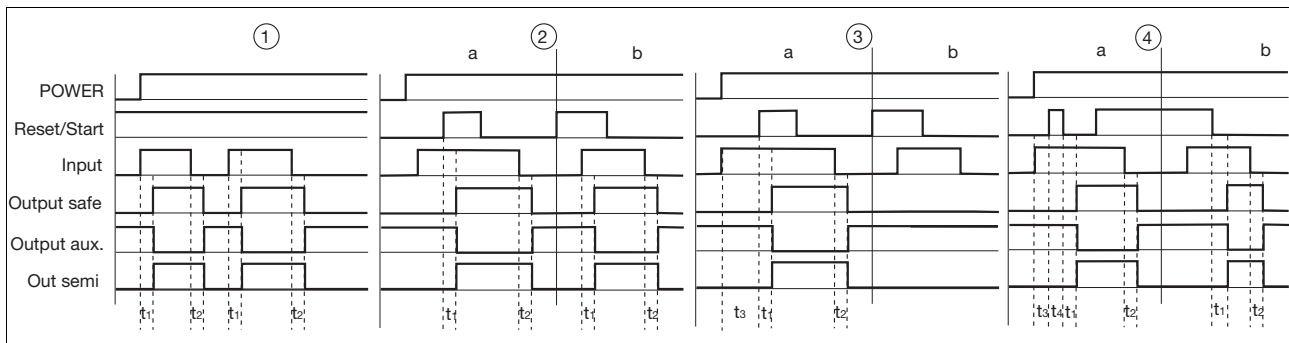 1 2 3 4
a b a b a b
POWER
Reset/Start
Input
Output safe
Output aux.
Out semi
t1 t2 t1 t2 t1 t2 t1 t2 t3 t1 t2 t3 t4 t1 t2 t1 t2